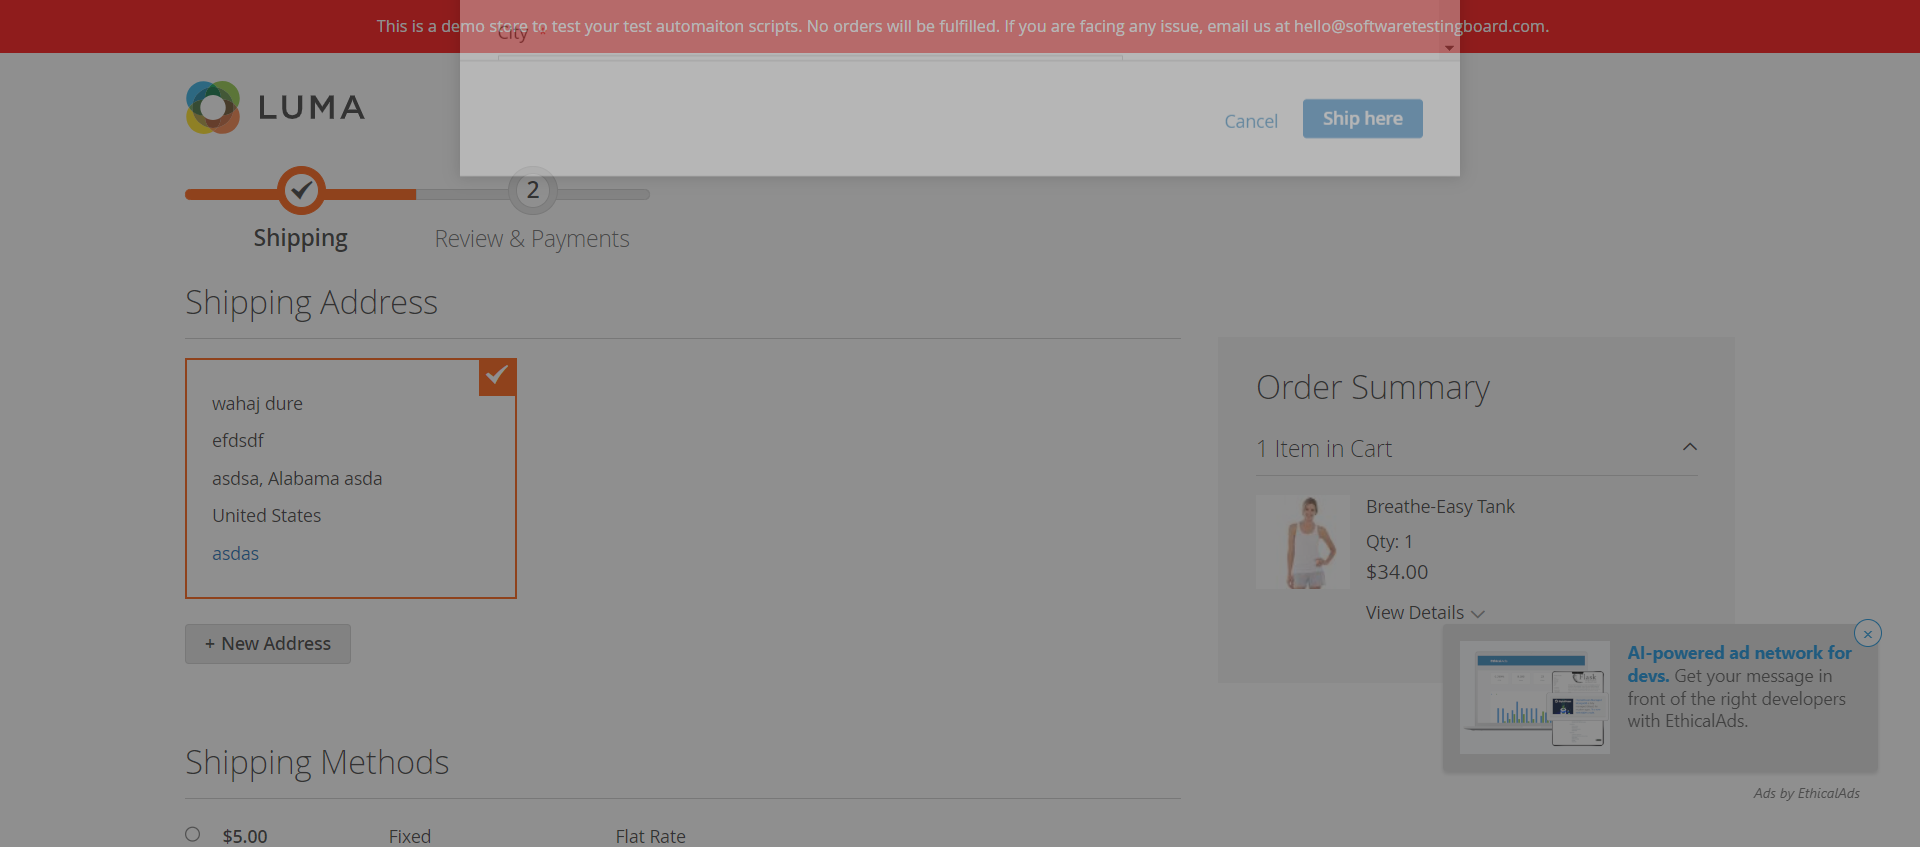 This is a demo store to test your test automaiton scripts. No orders will be fulfilled. If you are facing any issue, email us at hello@softwaretestingboard.com.
City *
Cancel
Ship here
LUMA
2
Shipping
Review & Payments
Shipping Address
wahaj dure
efdsdf
asdsa, Alabama asda
United States
asdas
+ New Address
Order Summary
1 Item in Cart
Breathe-Easy Tank
Qty: 1
$34.00
View Details
×
AI-powered ad network for
devs. Get your message in
front of the right developers
with EthicalAds.
Ads by EthicalAds
Shipping Methods
$5.00 Fixed Flat Rate